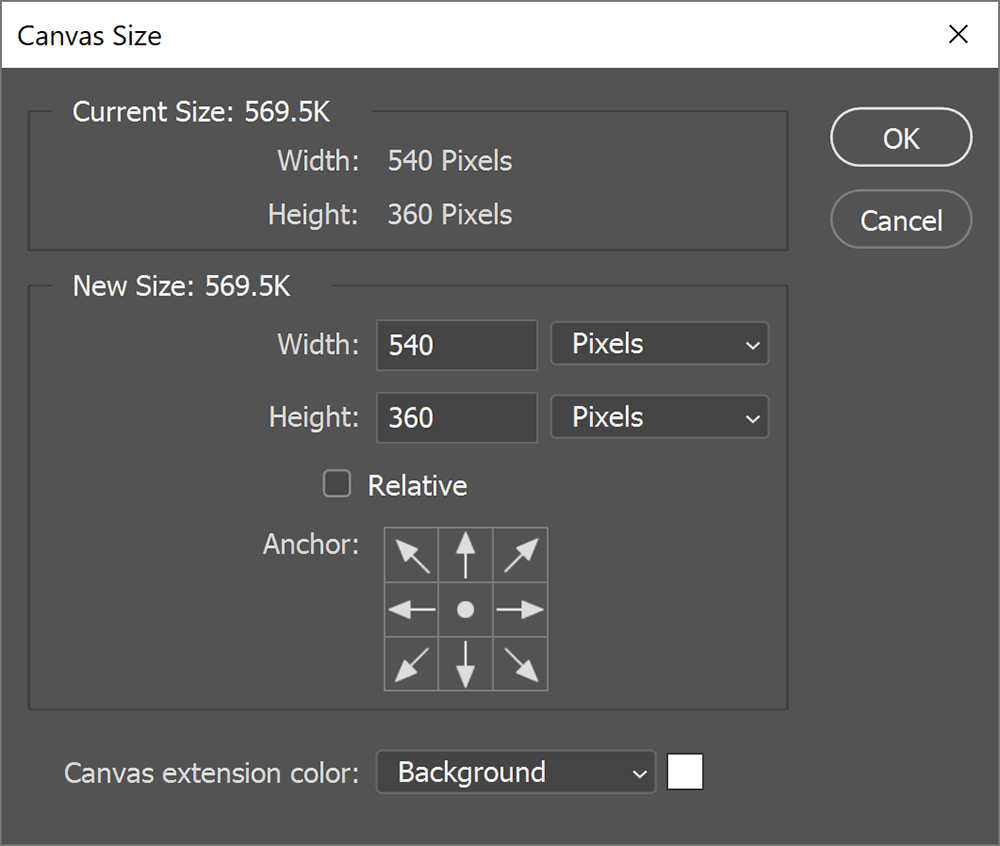 Canvas Size
Current Size: 569.5K
OK
Width: 540 Pixels
Height: 360 Pixels
Cancel
New Size: 569.5K
Width: 540 Pixels
Height: 360 Pixels
Relative
Anchor:
Canvas extension color: Background